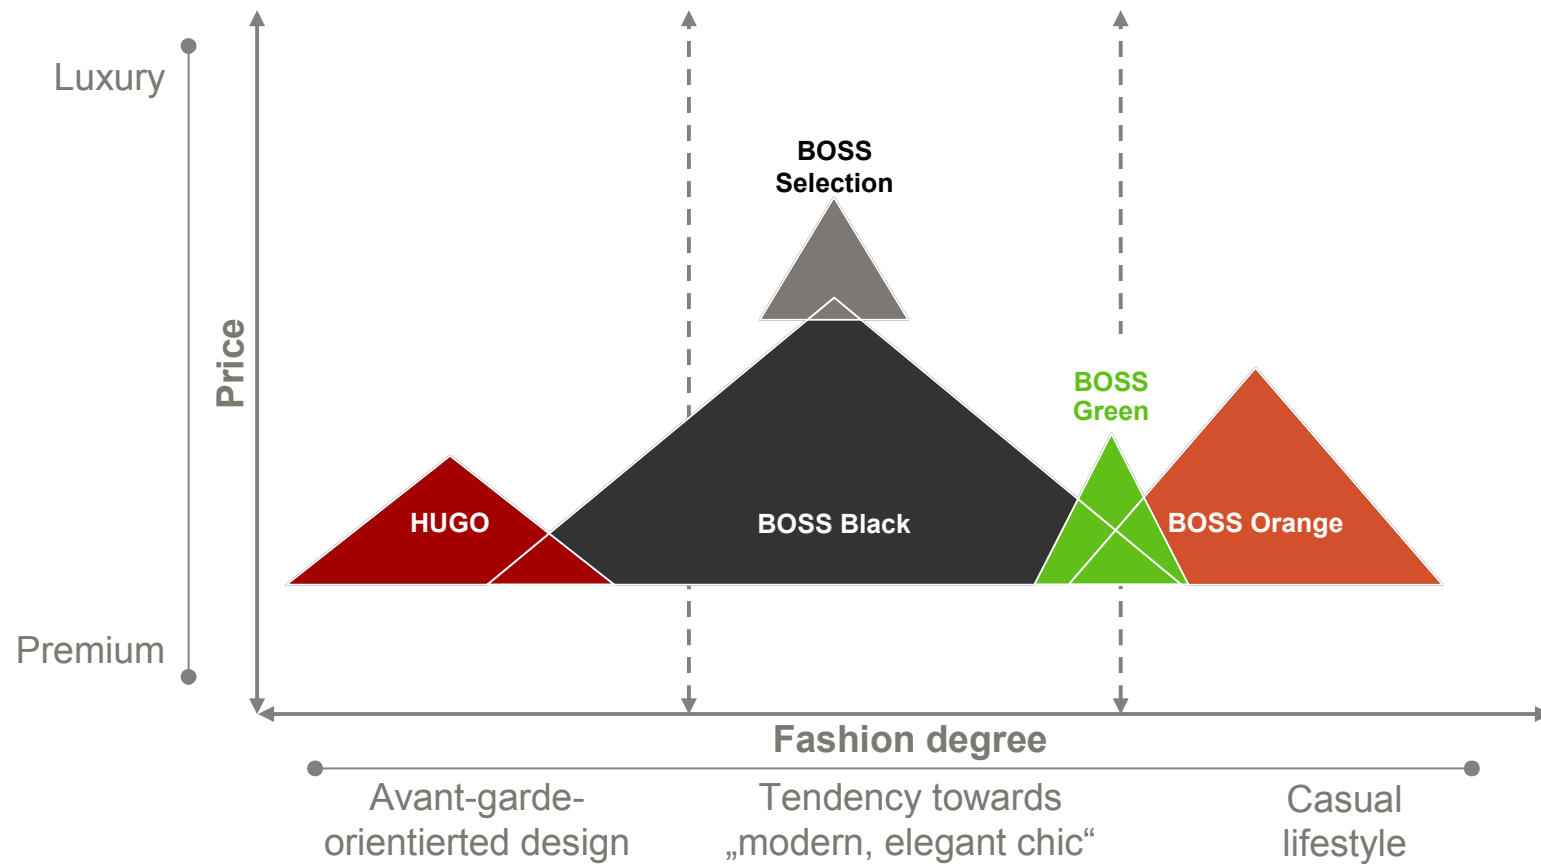 Luxury
BOSS
Selection
Price
BOSS
Green
HUGO
BOSS Black
BOSS Orange
Premium
Fashion degree
Avant-garde-
orientierted design
Tendency towards
„modern, elegant chic“
Casual
lifestyle